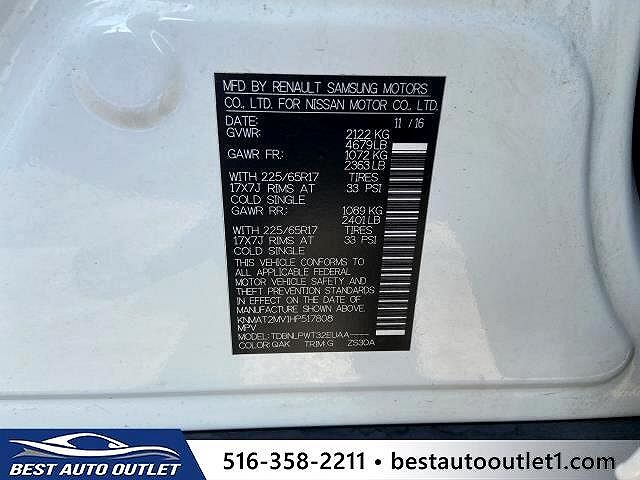 MFD BY RENAULT SAMSUNG MOTORS
CO., LTD. FOR NISSAN MOTOR CO., LTD.
DATE: 11 / 16
GVWR: 2122 KG
4679 LB
GAWR FR: 1072 KG
2363 LB
WITH 225/65R17 TIRES
17X7J RIMS AT 33 PSI
COLD SINGLE
GAWR RR: 1089 KG
2401 LB
WITH 225/65R17 TIRES
17X7J RIMS AT 33 PSI
COLD SINGLE
THIS VEHICLE CONFORMS TO
ALL APPLICABLE FEDERAL
MOTOR VEHICLE SAFETY AND
THEFT PREVENTION STANDARDS
IN EFFECT ON THE DATE OF
MANUFACTURE SHOWN ABOVE.
KNMAT2MV1HP517808
MPV
MODEL: TDBNLPWT32EUAA-----
COLOR: QAK TRIM: G ZS30A
BEST AUTO OUTLET
516-358-2211 • bestautooutlet1.com